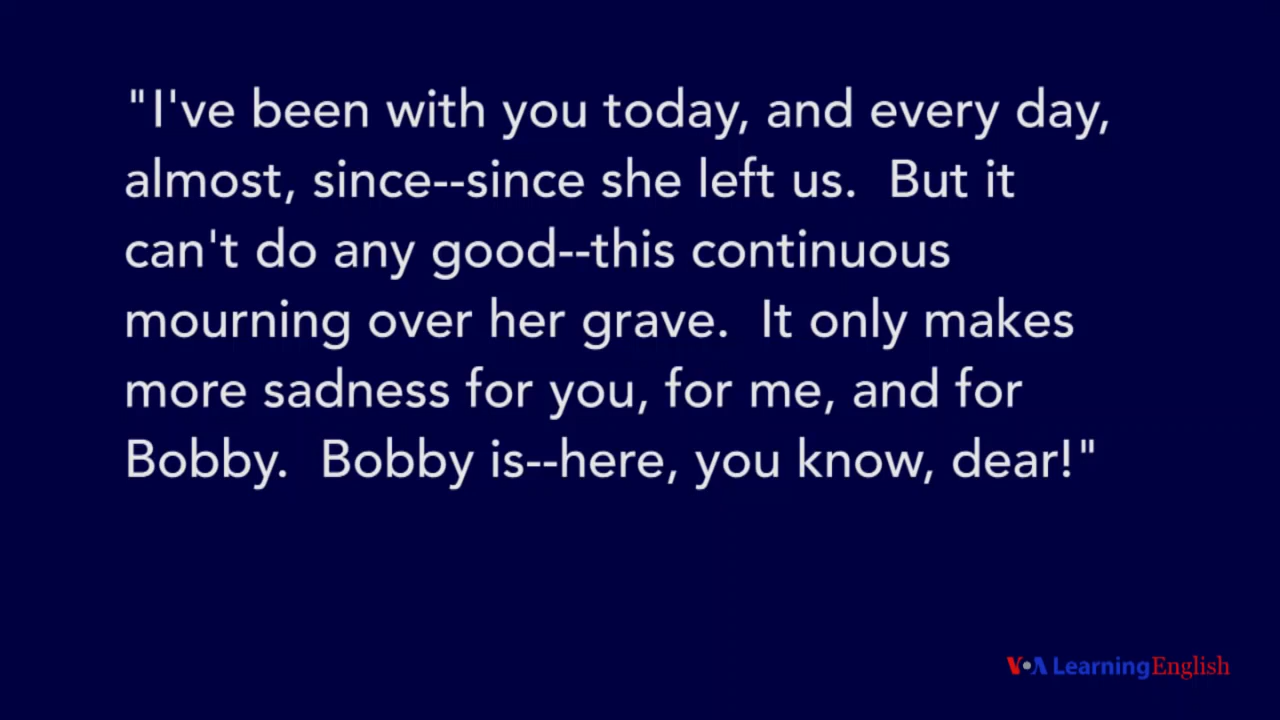 "I've been with you today, and every day,
almost, since--since she left us.  But it
can't do any good--this continuous
mourning over her grave.  It only makes
more sadness for you, for me, and for
Bobby.  Bobby is--here, you know, dear!"
VOA Learning English